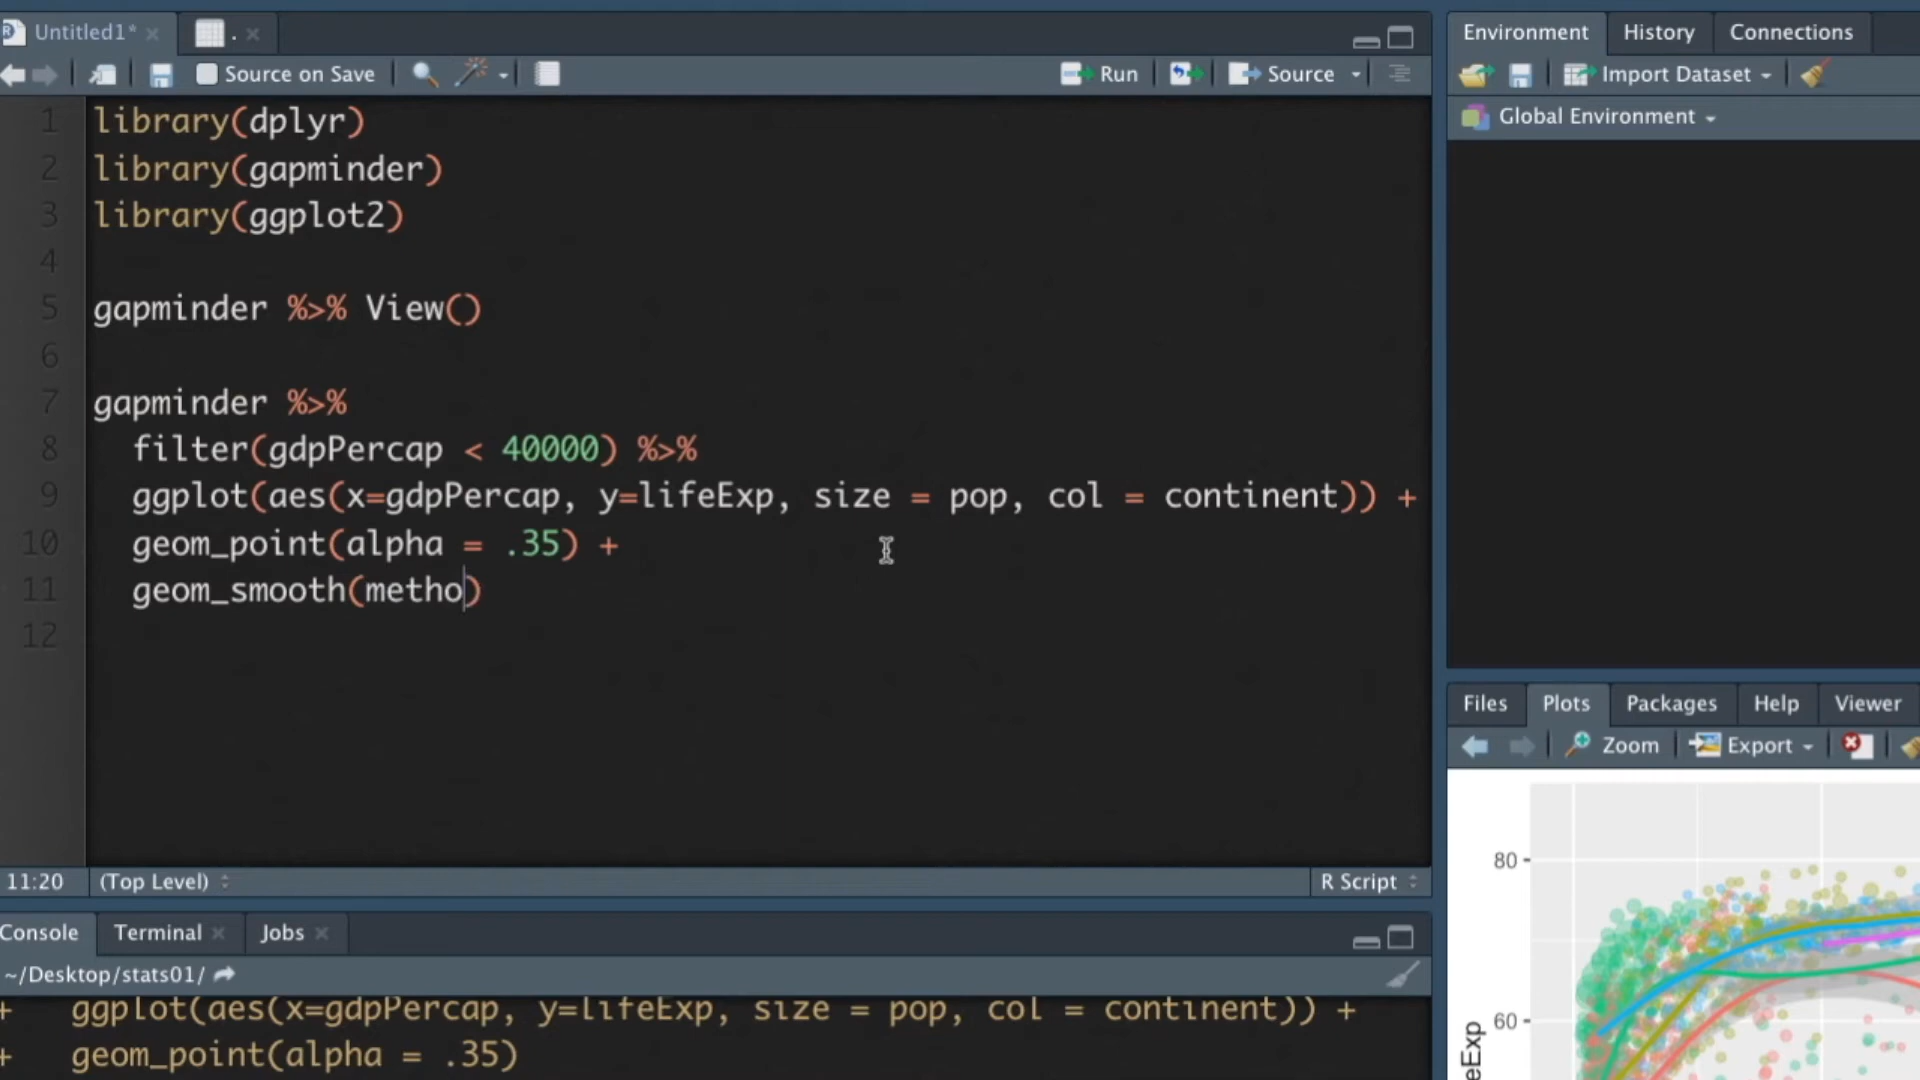 Untitled1*
.
Source on Save
Run
Source
1 library(dplyr)
2 library(gapminder)
3 library(ggplot2)
4
5 gapminder %>% View()
6
7 gapminder %>%
8 filter(gdpPercap < 40000) %>%
9 ggplot(aes(x=gdpPercap, y=lifeExp, size = pop, col = continent)) +
10 geom_point(alpha = .35) +
11 geom_smooth(metho)
12
11:20 (Top Level) R Script
Console Terminal Jobs
~/Desktop/stats01/
+ ggplot(aes(x=gdpPercap, y=lifeExp, size = pop, col = continent)) +
+ geom_point(alpha = .35)
Environment History Connections
Import Dataset
Global Environment
Files Plots Packages Help Viewer
Zoom Export
80
60
eExp